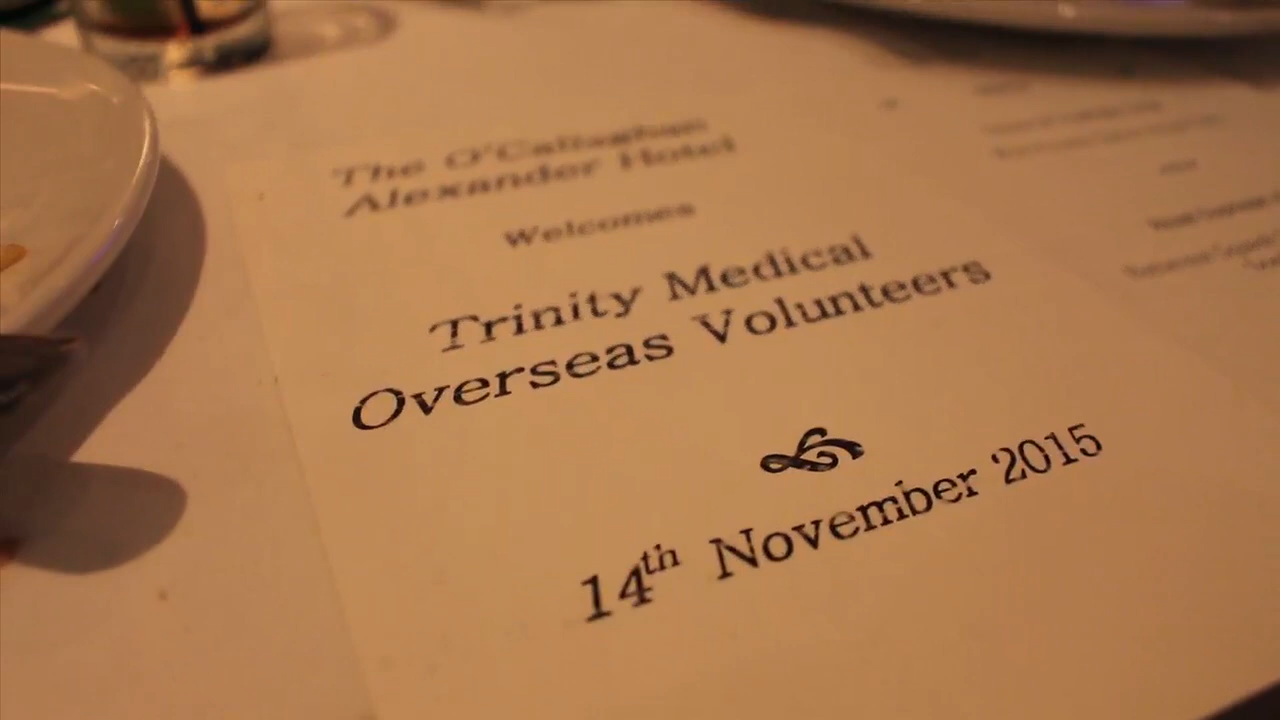 The O'Callaghan
Alexander Hotel
Welcomes
Trinity Medical
Overseas Volunteers
14th November 2015